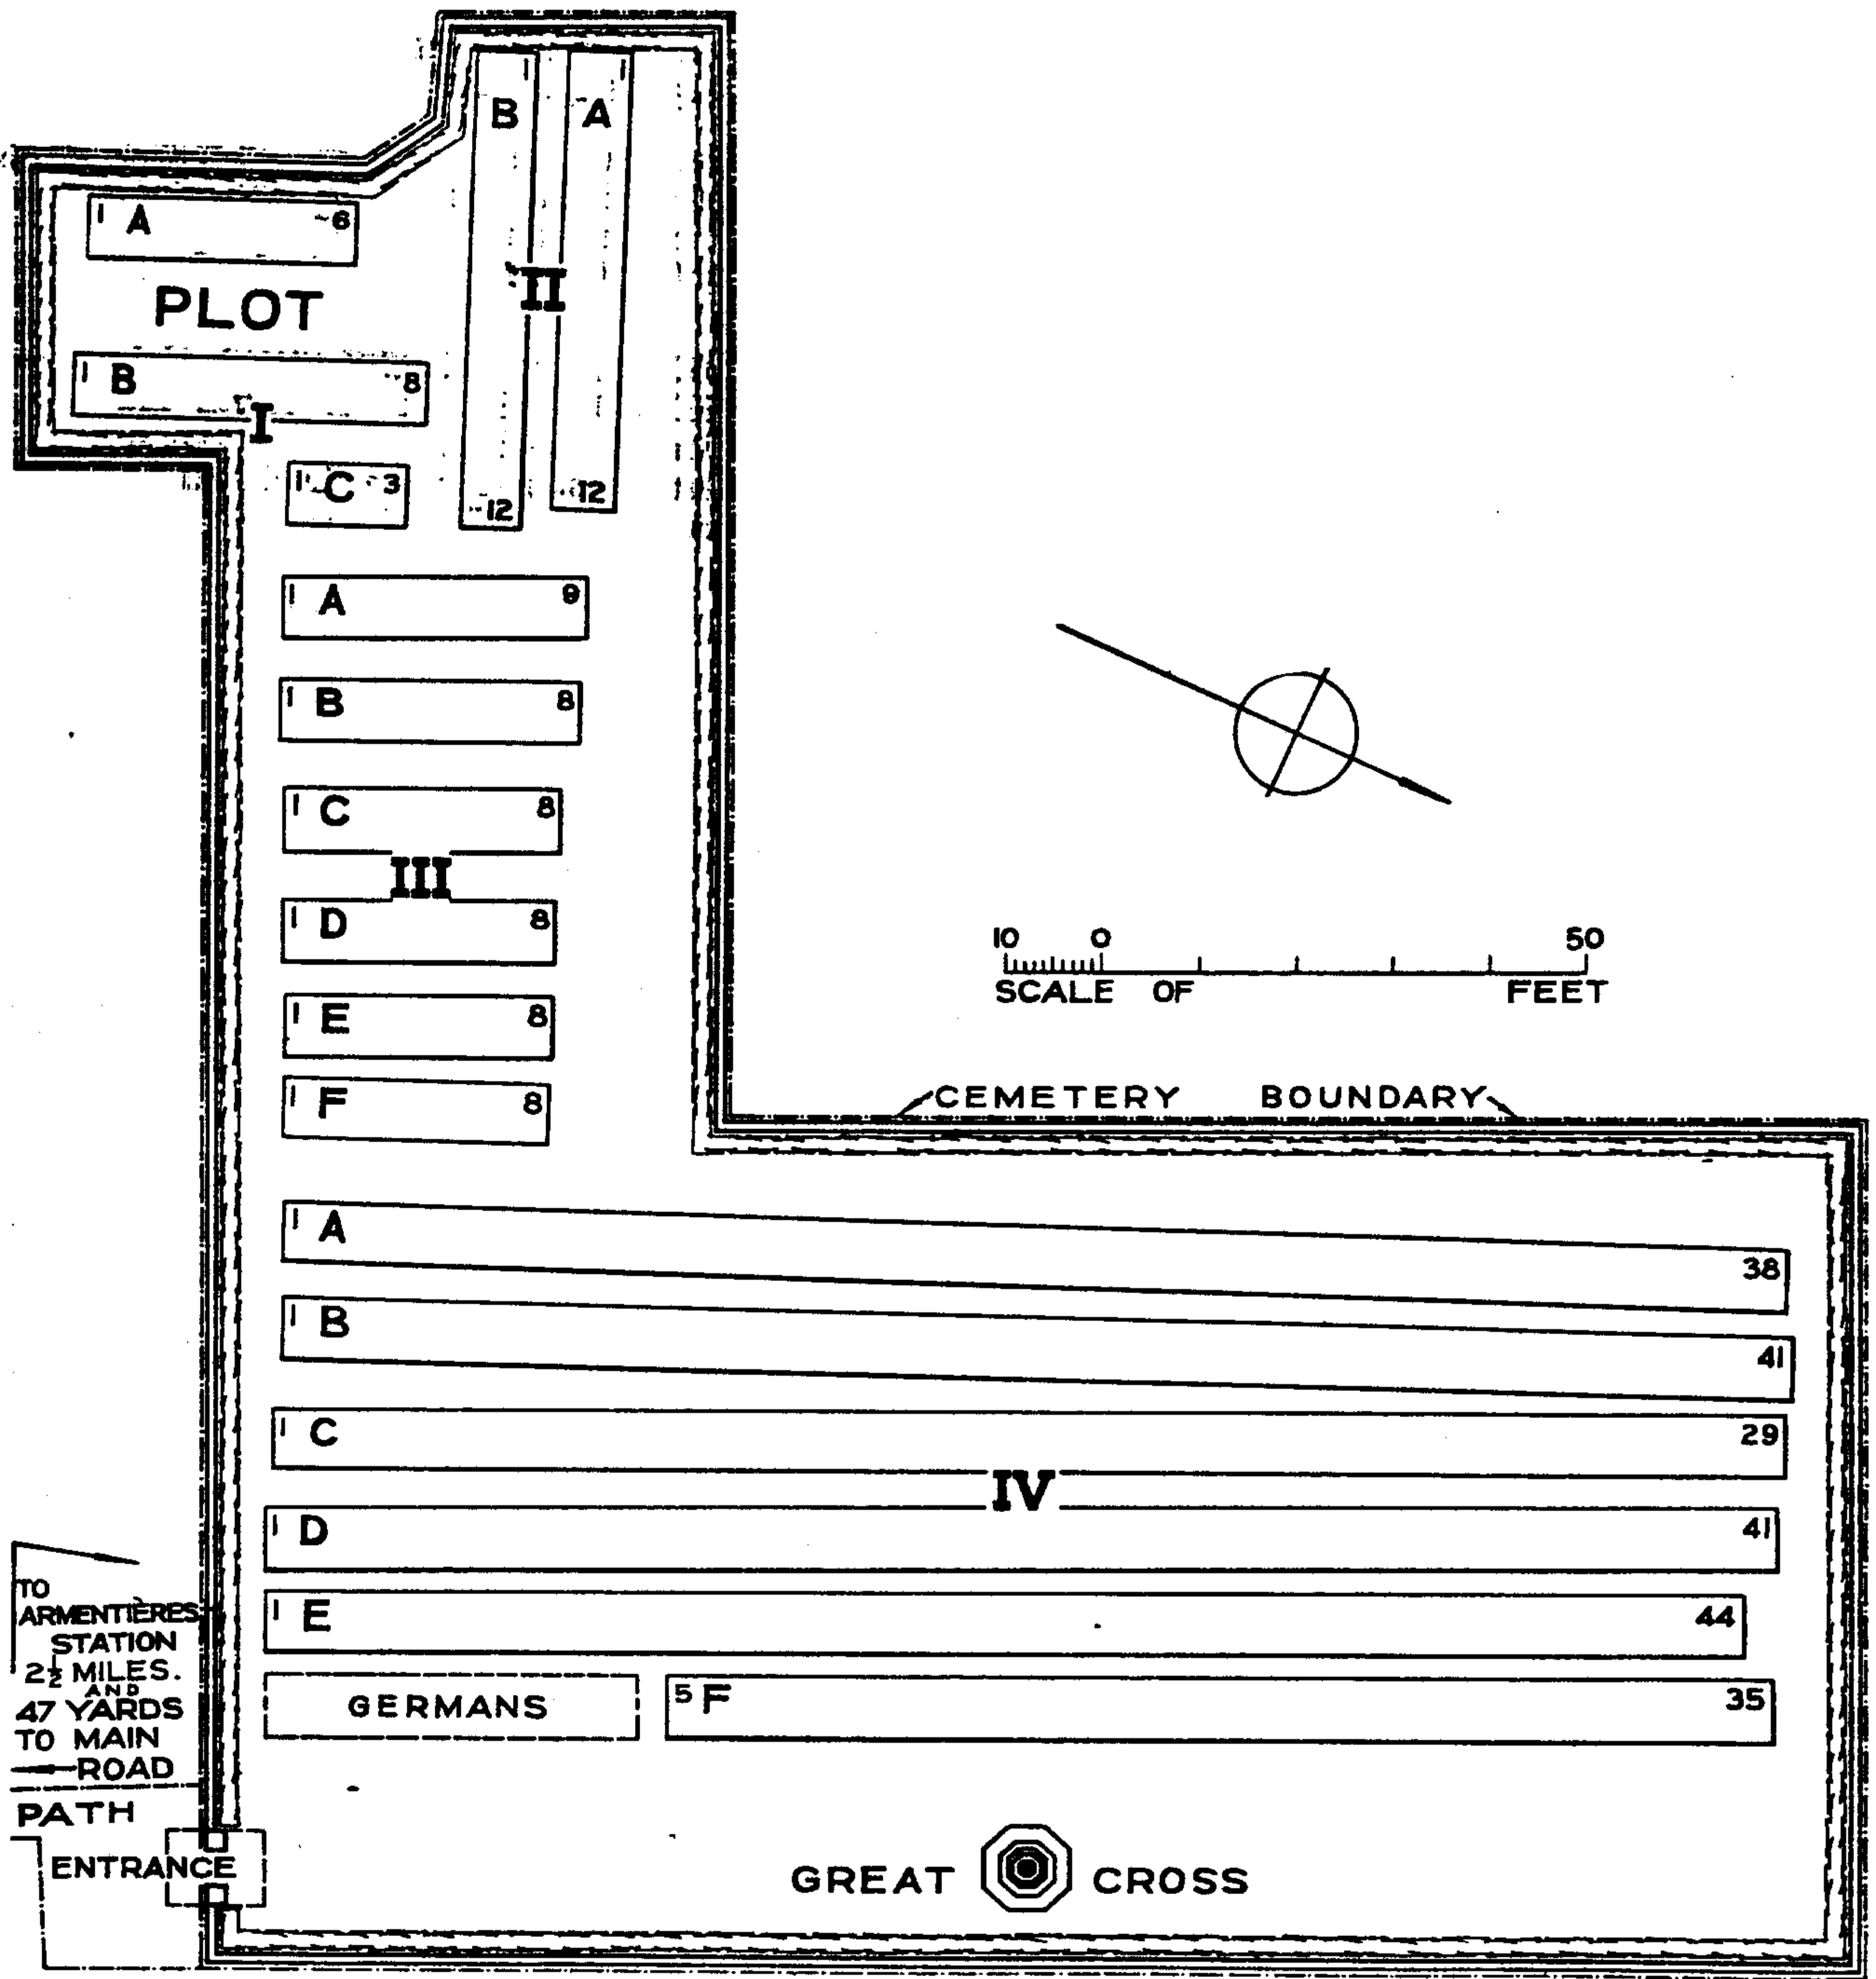 1 B
1 A
1 A 6
PLOT
II
1 B 8
I
1 C 3
12
12
1 A 9
1 B 8
1 C 8
III
1 D 8
1 E 8
1 F 8
10 0 50
SCALE OF FEET
CEMETERY BOUNDARY
1 A 38
1 B 41
1 C 29
IV
1 D 41
1 E 44
GERMANS
5 F 35
TO
ARMENTIÈRES
STATION
2½ MILES.
AND
47 YARDS
TO MAIN
ROAD
PATH
ENTRANCE
GREAT CROSS